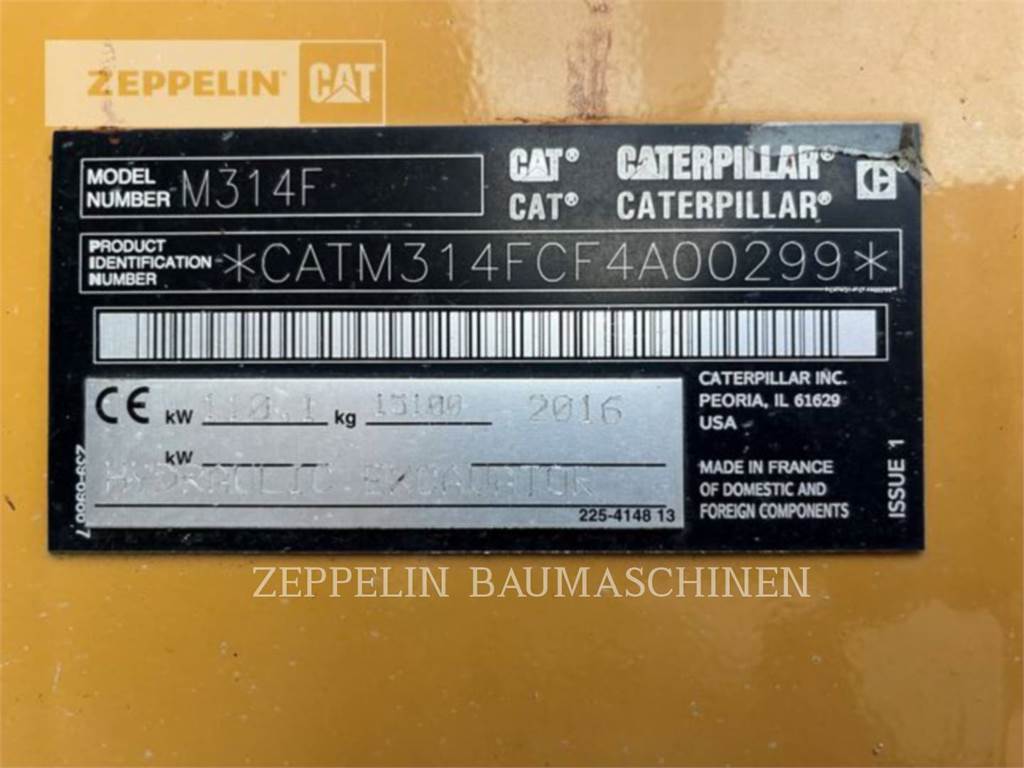 ZEPPELIN CAT
MODEL NUMBER M314F
CAT® CATERPILLAR®
CAT® CATERPILLAR®
PRODUCT IDENTIFICATION NUMBER *CATM314FCF4A00299*
CE kW 110.1 kg 15100 2016
kW
HYDRAULIC EXCAVATOR
225-4148 13
CATERPILLAR INC.
PEORIA, IL 61629
USA
MADE IN FRANCE
OF DOMESTIC AND
FOREIGN COMPONENTS
ISSUE 1
ZEPPELIN BAUMASCHINEN